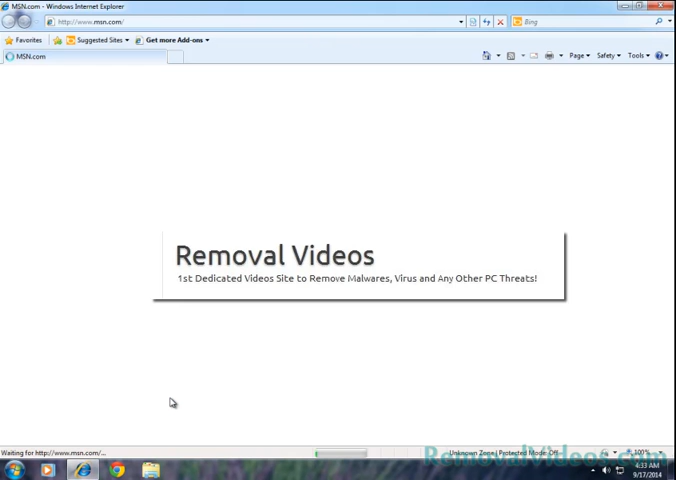 MSN.com - Windows Internet Explorer
http://www.msn.com/
Bing
Favorites
Suggested Sites
Get more Add-ons
MSN.com
Page
Safety
Tools
Removal Videos
1st Dedicated Videos Site to Remove Malwares, Virus and Any Other PC Threats!
Waiting for http://www.msn.com/...
Unknown Zone | Protected Mode: Off
100%
RemovalVideos.com
4:33 AM
9/17/2014